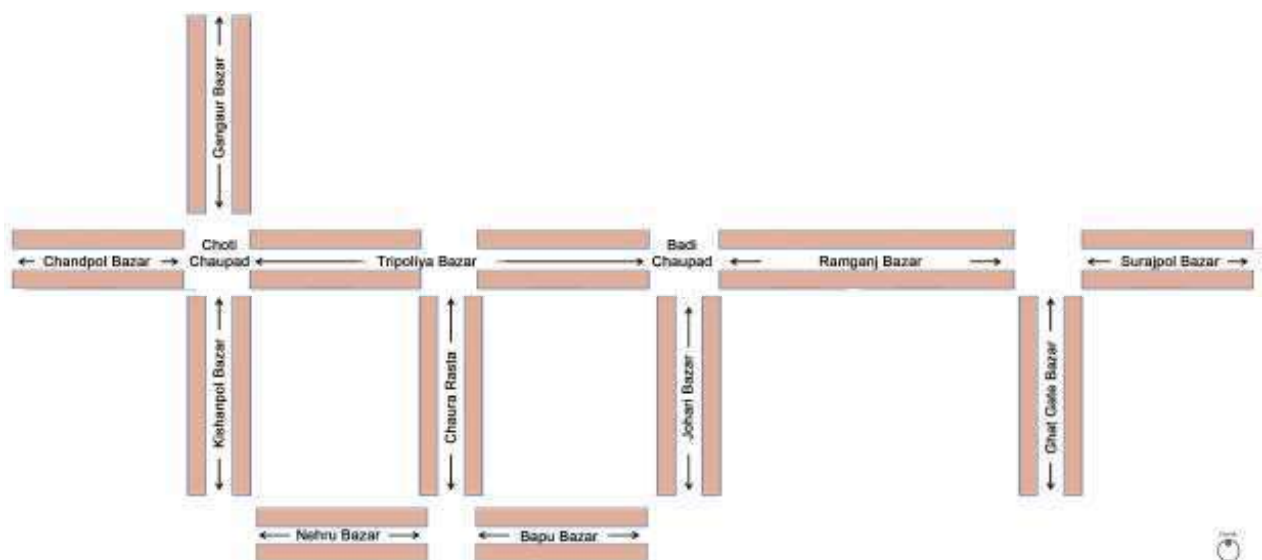 Gangaur Bazar
Chandpol Bazar
Choti
Chaupad
Tripoliya Bazar
Badi
Chaupad
Ramganj Bazar
Surajpol Bazar
Kishanpol Bazar
Chaura Rasta
Johari Bazar
Ghat Gate Bazar
Nehru Bazar
Bapu Bazar